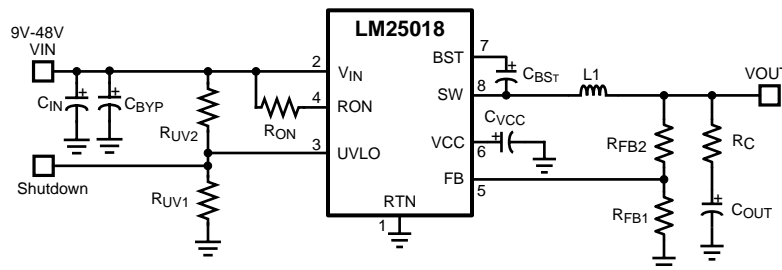 LM25018
9V-48V
VIN
7
BST
CBST
2
VIN
L1
VOUT
8
SW
CIN
CBYP
4
RON
RON
CVCC
RUV2
RFB2
RC
VCC
6
3
UVLO
Shutdown
FB
5
RUV1
RTN
RFB1
COUT
1
+
+
+
+
+